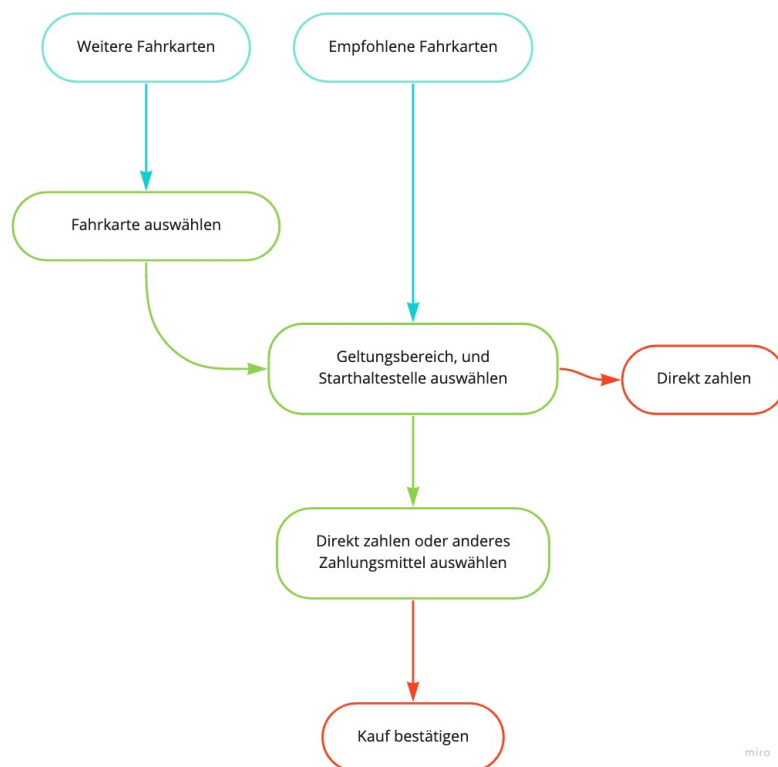 Weitere Fahrkarten
Empfohlene Fahrkarten
Fahrkarte auswählen
Geltungsbereich, und
Starthaltestelle auswählen
Direkt zahlen
Direkt zahlen oder anderes
Zahlungsmittel auswählen
Kauf bestätigen
miro